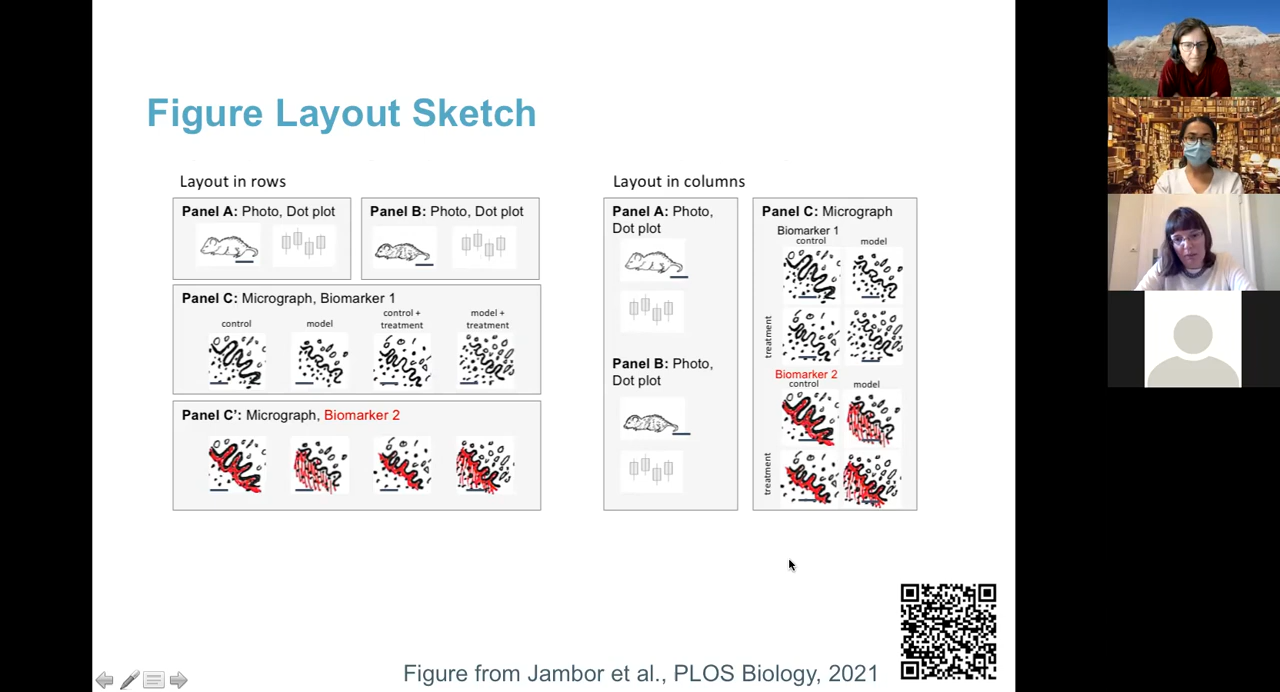 Figure Layout Sketch
Layout in rows
Panel A: Photo, Dot plot
Panel B: Photo, Dot plot
Panel C: Micrograph, Biomarker 1
control
model
control +
treatment
model +
treatment
Panel C': Micrograph, Biomarker 2
Layout in columns
Panel A: Photo,
Dot plot
Panel B: Photo,
Dot plot
Panel C: Micrograph
Biomarker 1
control
model
treatment
Biomarker 2
control
model
treatment
Figure from Jambor et al., PLOS Biology, 2021